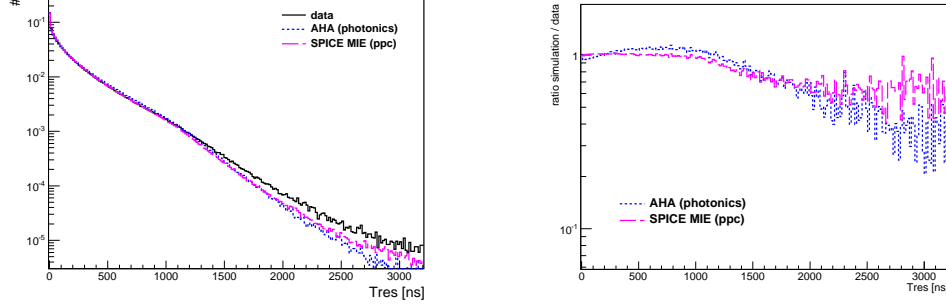 #
10⁻¹
10⁻²
10⁻³
10⁻⁴
10⁻⁵
data
AHA (photonics)
SPICE MIE (ppc)
0 500 1000 1500 2000 2500 3000
Tres [ns]
ratio simulation / data
1
10⁻¹
AHA (photonics)
SPICE MIE (ppc)
0 500 1000 1500 2000 2500 3000
Tres [ns]